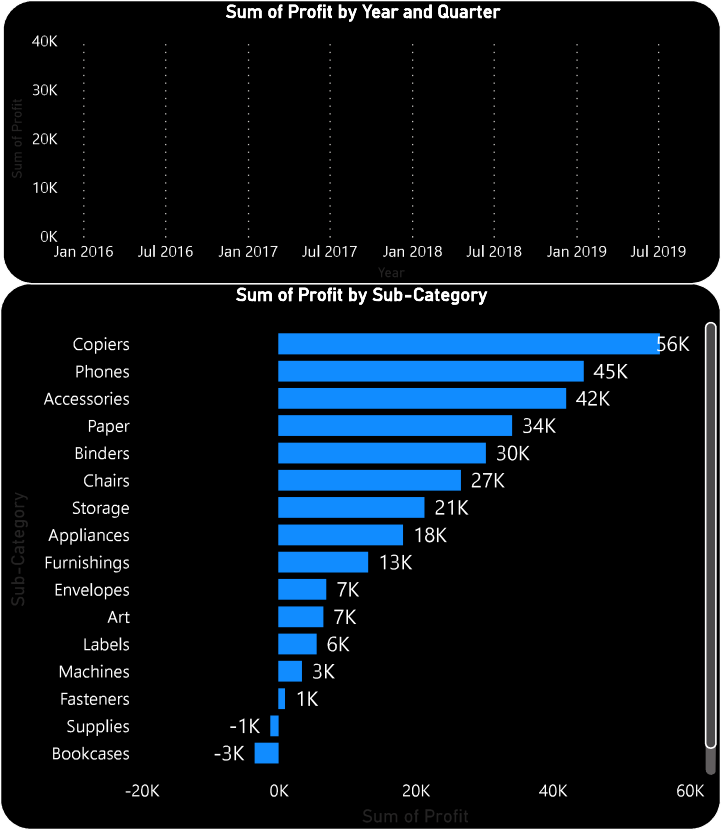 Sum of Profit by Year and Quarter
40K
30K
20K
10K
0K
Sum of Profit
Jan 2016 Jul 2016 Jan 2017 Jul 2017 Jan 2018 Jul 2018 Jan 2019 Jul 2019
Year
Sum of Profit by Sub-Category
Sub-Category
Copiers 56K
Phones 45K
Accessories 42K
Paper 34K
Binders 30K
Chairs 27K
Storage 21K
Appliances 18K
Furnishings 13K
Envelopes 7K
Art 7K
Labels 6K
Machines 3K
Fasteners 1K
Supplies -1K
Bookcases -3K
-20K 0K 20K 40K 60K
Sum of Profit